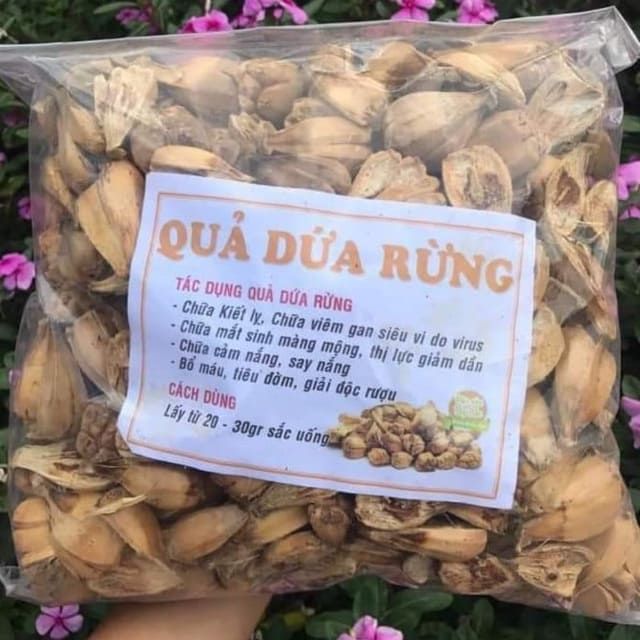 QUẢ DỨA RỪNG
TÁC DỤNG QUẢ DỨA RỪNG
- Chữa Kiết lỵ, Chữa viêm gan siêu vi do virus
- Chữa mắt sinh màng mộng, thị lực giảm dần
- Chữa cảm nắng, say nắng
- Bổ máu, tiêu đờm, giải độc rượu
CÁCH DÙNG
Lấy từ 20 - 30gr sắc uống